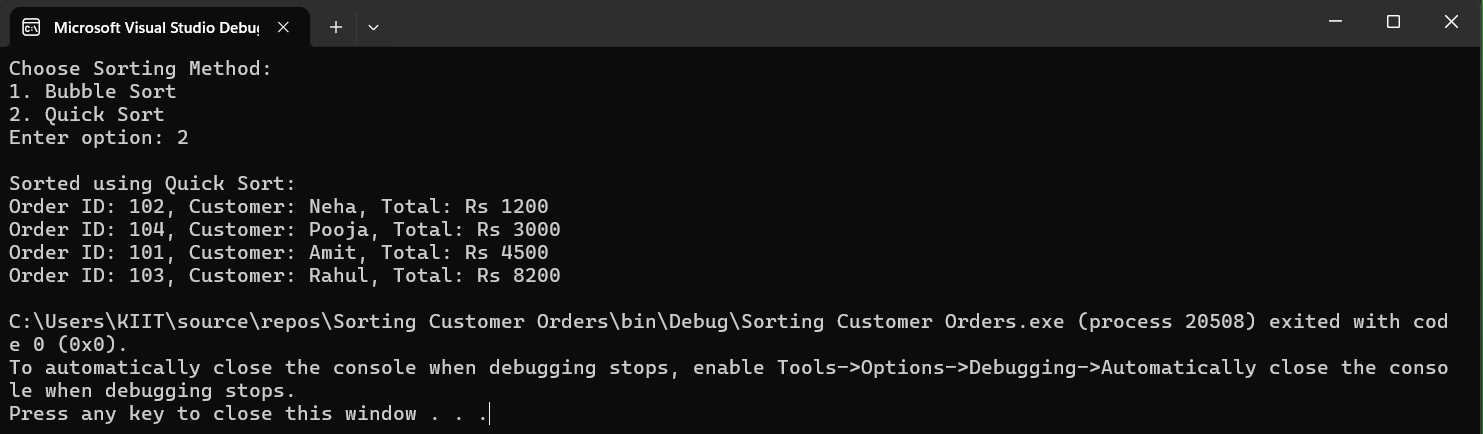 Microsoft Visual Studio Debug
Choose Sorting Method:
1. Bubble Sort
2. Quick Sort
Enter option: 2
Sorted using Quick Sort:
Order ID: 102, Customer: Neha, Total: Rs 1200
Order ID: 104, Customer: Pooja, Total: Rs 3000
Order ID: 101, Customer: Amit, Total: Rs 4500
Order ID: 103, Customer: Rahul, Total: Rs 8200
C:\Users\KIIT\source\repos\Sorting Customer Orders\bin\Debug\Sorting Customer Orders.exe (process 20508) exited with cod
e 0 (0x0).
To automatically close the console when debugging stops, enable Tools->Options->Debugging->Automatically close the conso
le when debugging stops.
Press any key to close this window . . .